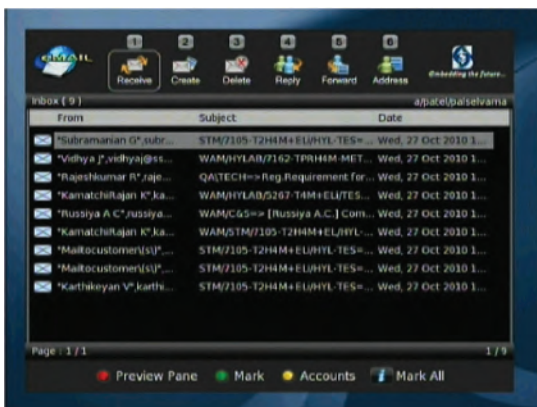 eMAIL
1 2 3 4 5 6
Receive Create Delete Reply Forward Address
Embedding the future...
Inbox ( 9 ) a/patel/palselvama
From Subject Date
"Subramanian G",subr... STM/7105-T2H4M+ELi/HYL-TES=... Wed, 27 Oct 2010 1...
"Vidhya J",vidhyaj@ss... WAM/HYLAB/7162-TPRH4M-MET... Wed, 27 Oct 2010 1...
"Rajeshkumar R",raje... QA\TECH=>Reg.Requirement for... Wed, 27 Oct 2010 1...
"KamatchiRajan K",ka... WAM/HYLAB/5267-T4M+ELi/TES... Wed, 27 Oct 2010 1...
"Russiya A C",russiya... WAM/C&S=> [Russiya A.C.] Com... Wed, 27 Oct 2010 1...
"KamatchiRajan K",ka... WAM/STM/7105-T2H4M+EL/HYL-... Wed, 27 Oct 2010 1...
"Mailtocustomer\(s\)",... STM/7105-T2H4M+ELi/HYL-TES=... Wed, 27 Oct 2010 1...
"Mailtocustomer\(s\)",... STM/7105-T2H4M+ELi/HYL-TES=... Wed, 27 Oct 2010 1...
"Karthikeyan V",karthi... STM/7105-T2H4M+ELi/HYL-TES=... Wed, 27 Oct 2010 1...
Page : 1/1 1/9
Preview Pane Mark Accounts i Mark All